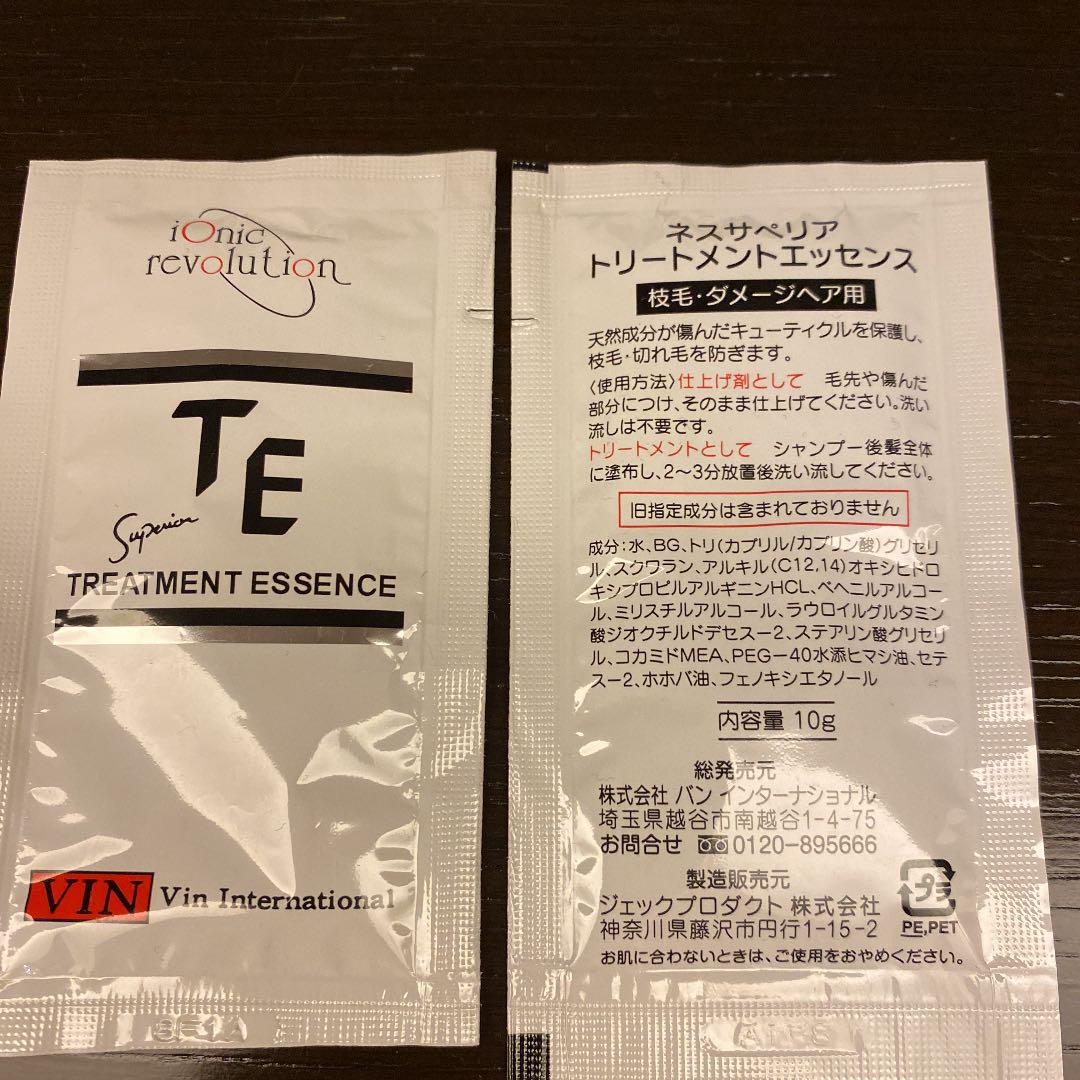 iOnic
revolution
TE
Superior
TREATMENT ESSENCE
VIN Vin International
ネスサペリア
トリートメントエッセンス
枝毛・ダメージヘア用
天然成分が傷んだキューティクルを保護し、
枝毛・切れ毛を防ぎます。
〈使用方法〉仕上げ剤として 毛先や傷んだ
部分につけ、そのまま仕上げてください。洗い
流しは不要です。
トリートメントとして シャンプー後髪全体
に塗布し、2〜3分放置後洗い流してください。
旧指定成分は含まれておりません
成分:水、BG、トリ(カプリル/カプリン酸)グリセリ
ル、スクワラン、アルキル(C12,14)オキシヒドロ
キシプロピルアルギニンHCL、ベヘニルアルコー
ル、ミリスチルアルコール、ラウロイルグルタミン
酸ジオクチルドデセスー2、ステアリン酸グリセリ
ル、コカミドMEA、PEGー40水添ヒマシ油、セテ
スー2、ホホバ油、フェノキシエタノール
内容量 10g
総発売元
株式会社 バン インターナショナル
埼玉県越谷市南越谷1-4-75
お問合せ 0120-895666
製造販売元
ジェックプロダクト 株式会社
神奈川県藤沢市円行1-15-2
お肌に合わないときは、ご使用をおやめください。
プラ
PE,PET